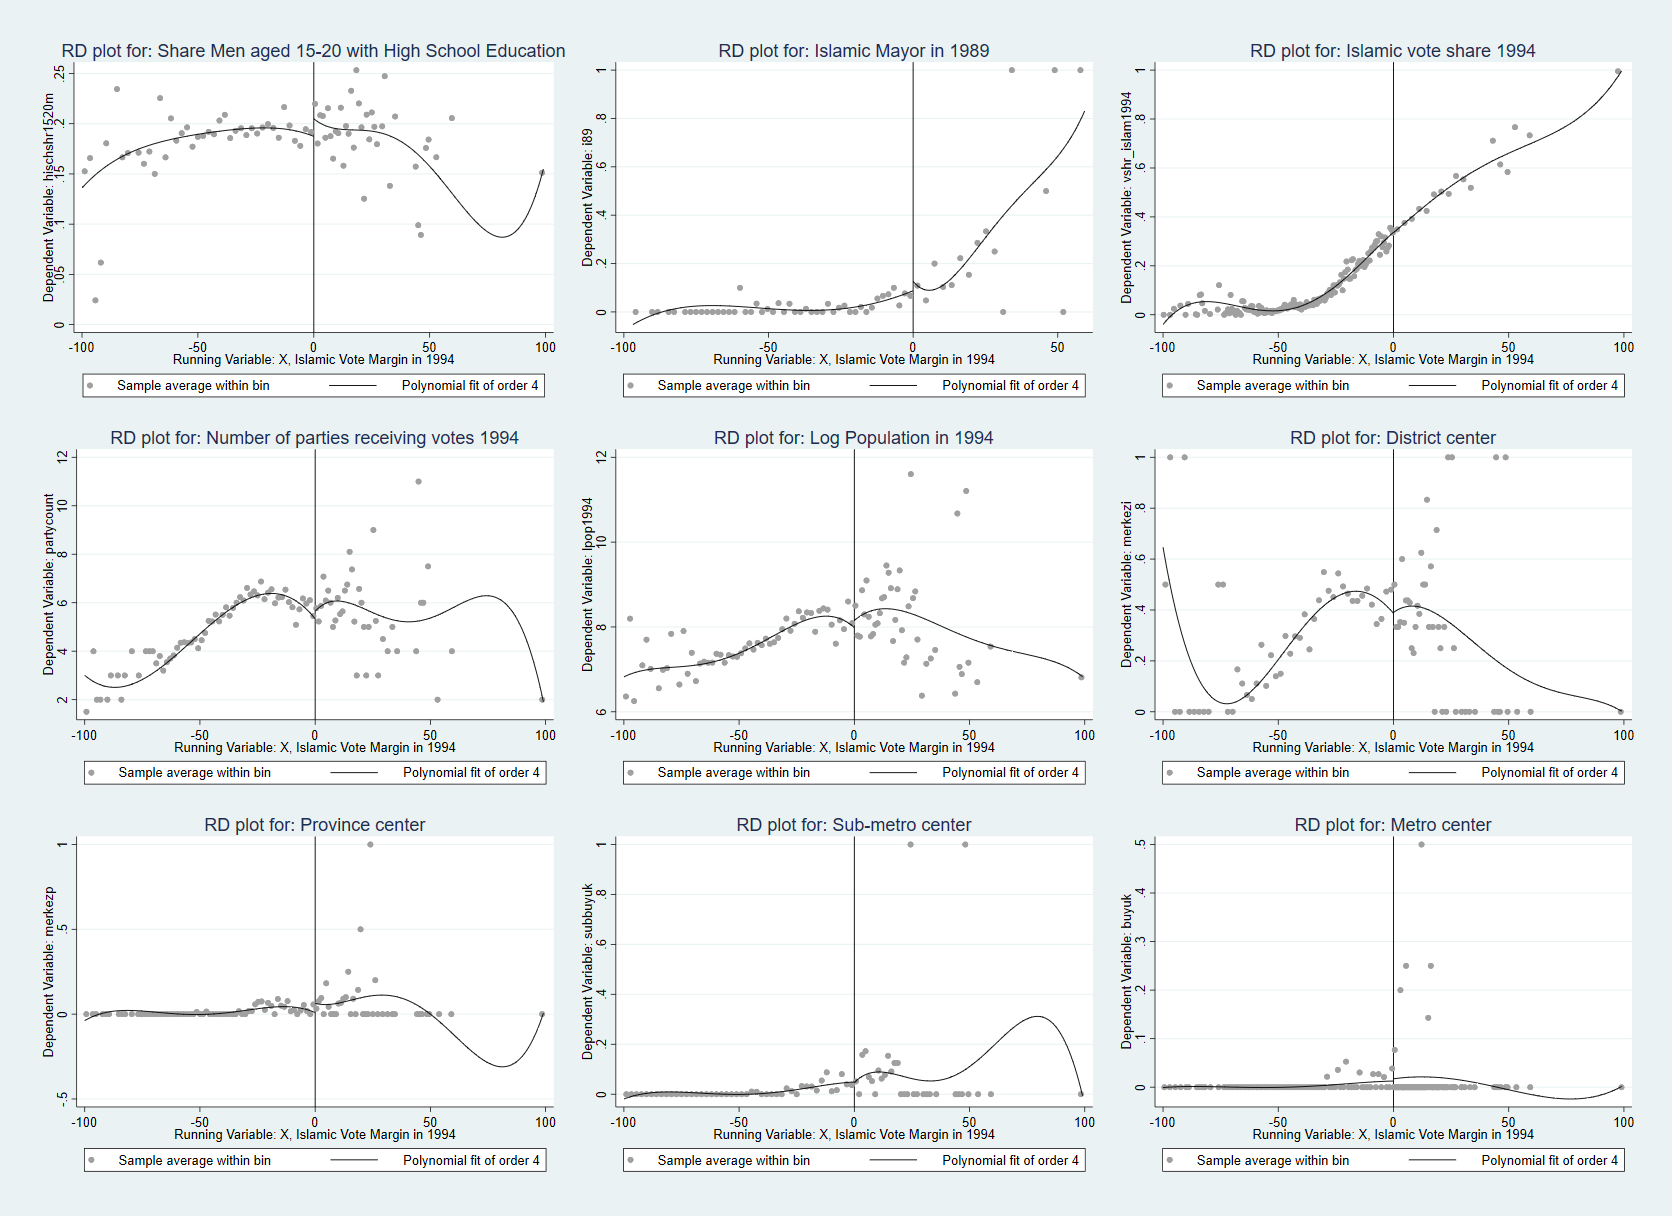 RD plot for: Share Men aged 15-20 with High School Education
Dependent Variable: hischshr1520m
0 .05 .1 .15 .2 .25
-100 -50 0 50 100
Running Variable: X, Islamic Vote Margin in 1994
Sample average within bin Polynomial fit of order 4
RD plot for: Islamic Mayor in 1989
Dependent Variable: i89
0 .2 .4 .6 .8 1
-100 -50 0 50
Running Variable: X, Islamic Vote Margin in 1994
Sample average within bin Polynomial fit of order 4
RD plot for: Islamic vote share 1994
Dependent Variable: vshr_islam1994
0 .2 .4 .6 .8 1
-100 -50 0 50 100
Running Variable: X, Islamic Vote Margin in 1994
Sample average within bin Polynomial fit of order 4
RD plot for: Number of parties receiving votes 1994
Dependent Variable: partycount
2 4 6 8 10 12
-100 -50 0 50 100
Running Variable: X, Islamic Vote Margin in 1994
Sample average within bin Polynomial fit of order 4
RD plot for: Log Population in 1994
Dependent Variable: lpop1994
6 8 10 12
-100 -50 0 50 100
Running Variable: X, Islamic Vote Margin in 1994
Sample average within bin Polynomial fit of order 4
RD plot for: District center
Dependent Variable: merkezi
0 .2 .4 .6 .8 1
-100 -50 0 50 100
Running Variable: X, Islamic Vote Margin in 1994
Sample average within bin Polynomial fit of order 4
RD plot for: Province center
Dependent Variable: merkezp
-.5 0 .5 1
-100 -50 0 50 100
Running Variable: X, Islamic Vote Margin in 1994
Sample average within bin Polynomial fit of order 4
RD plot for: Sub-metro center
Dependent Variable: subbuyuk
0 .2 .4 .6 .8 1
-100 -50 0 50 100
Running Variable: X, Islamic Vote Margin in 1994
Sample average within bin Polynomial fit of order 4
RD plot for: Metro center
Dependent Variable: buyuk
0 .1 .2 .3 .4 .5
-100 -50 0 50 100
Running Variable: X, Islamic Vote Margin in 1994
Sample average within bin Polynomial fit of order 4